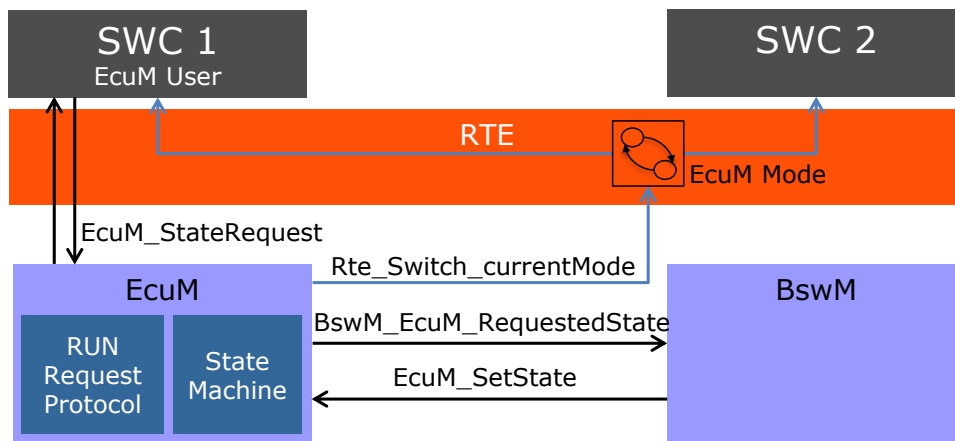 SWC 1
EcuM User
SWC 2
RTE
EcuM Mode
EcuM_StateRequest
Rte_Switch_currentMode
EcuM
BswM
BswM_EcuM_RequestedState
RUN
Request
Protocol
State
Machine
EcuM_SetState